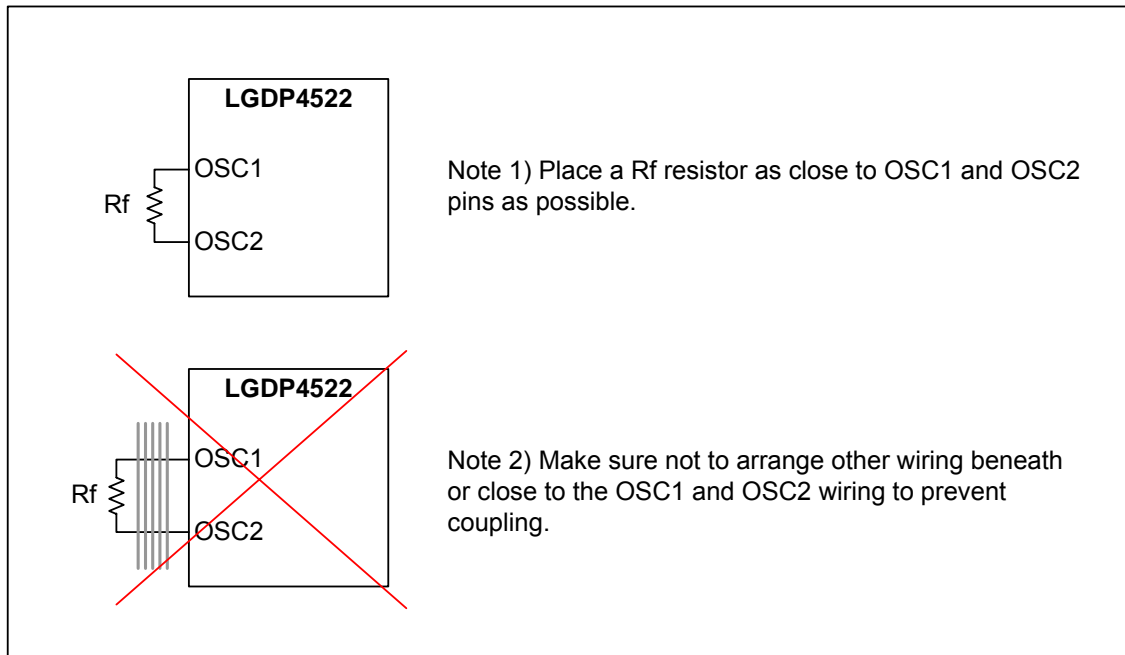 LGDP4522
OSC1
Rf
OSC2
Note 1) Place a Rf resistor as close to OSC1 and OSC2
pins as possible.
LGDP4522
OSC1
Rf
OSC2
Note 2) Make sure not to arrange other wiring beneath
or close to the OSC1 and OSC2 wiring to prevent
coupling.